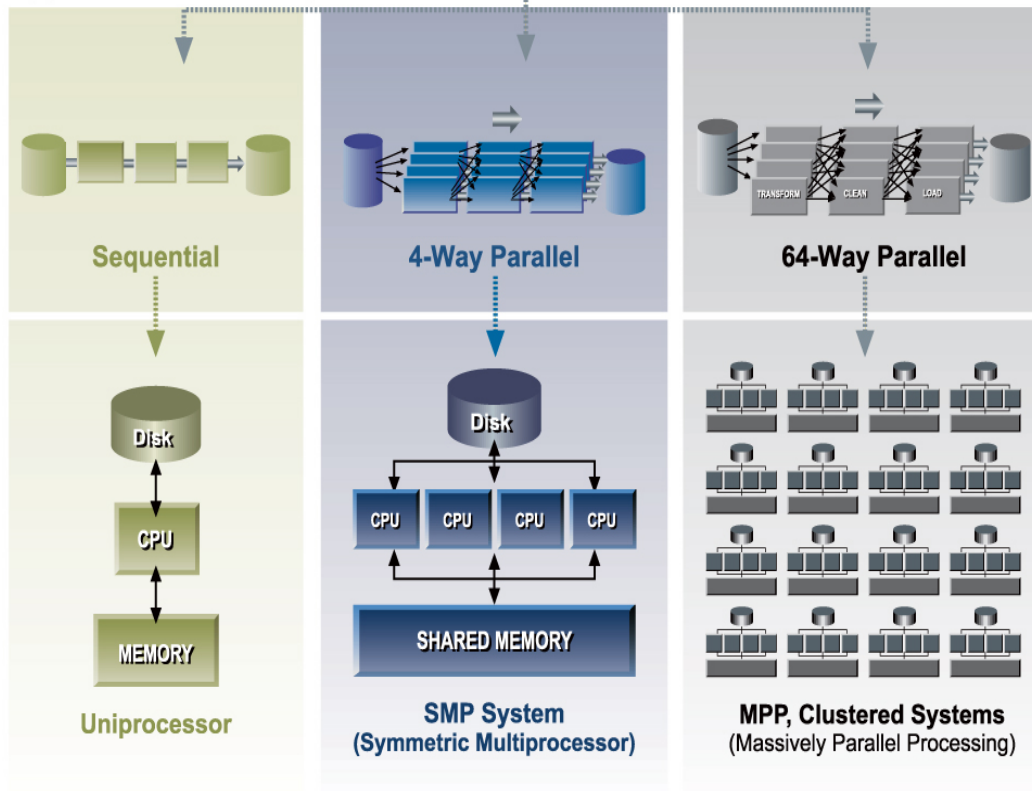 TRANSFORM
CLEAN
LOAD
Sequential
4-Way Parallel
64-Way Parallel
Disk
CPU
MEMORY
Uniprocessor
Disk
CPU CPU CPU CPU
SHARED MEMORY
SMP System
(Symmetric Multiprocessor)
MPP, Clustered Systems
(Massively Parallel Processing)